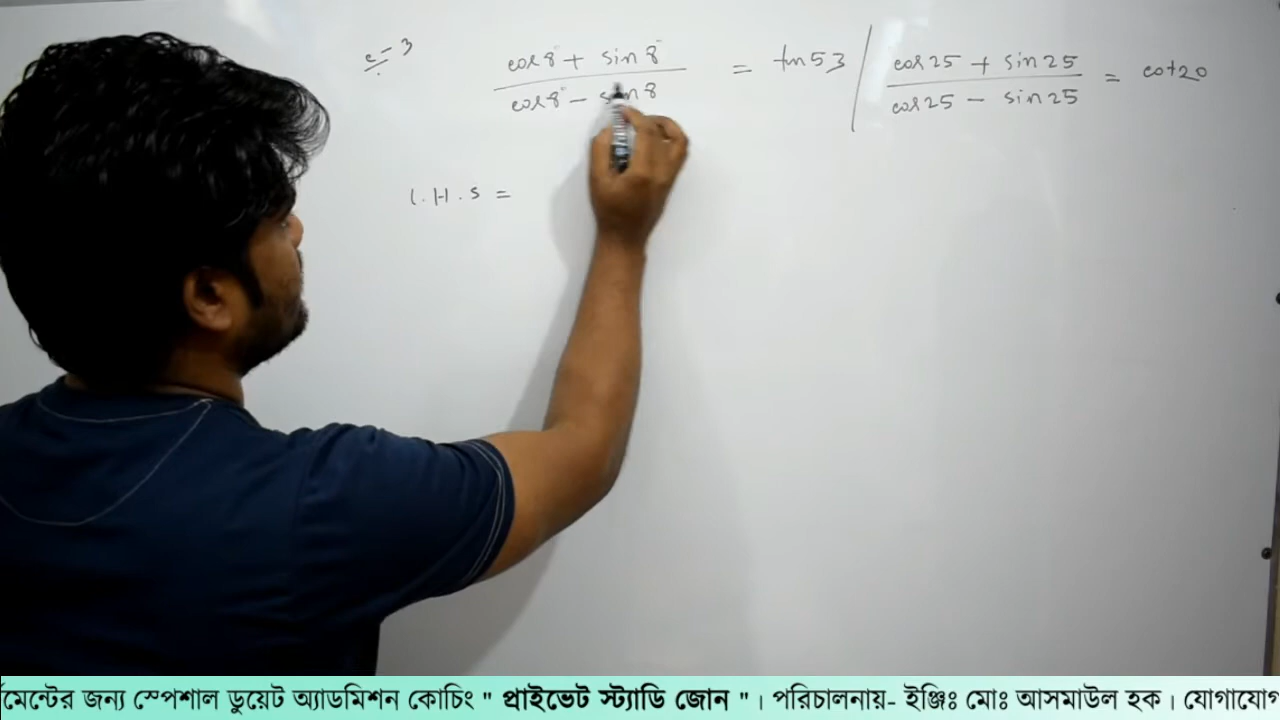 e-3
cos8° + sin8° / cos8° - sin8 = tan53 | cos25 + sin25 / cos25 - sin25 = cot20
L.H.S =
র্মেন্টের জন্য স্পেশাল ডুয়েট অ্যাডমিশন কোচিং " প্রাইভেট স্ট্যাডি জোন "। পরিচালনায়- ইঞ্জিঃ মোঃ আসমাউল হক। যোগাযোগ